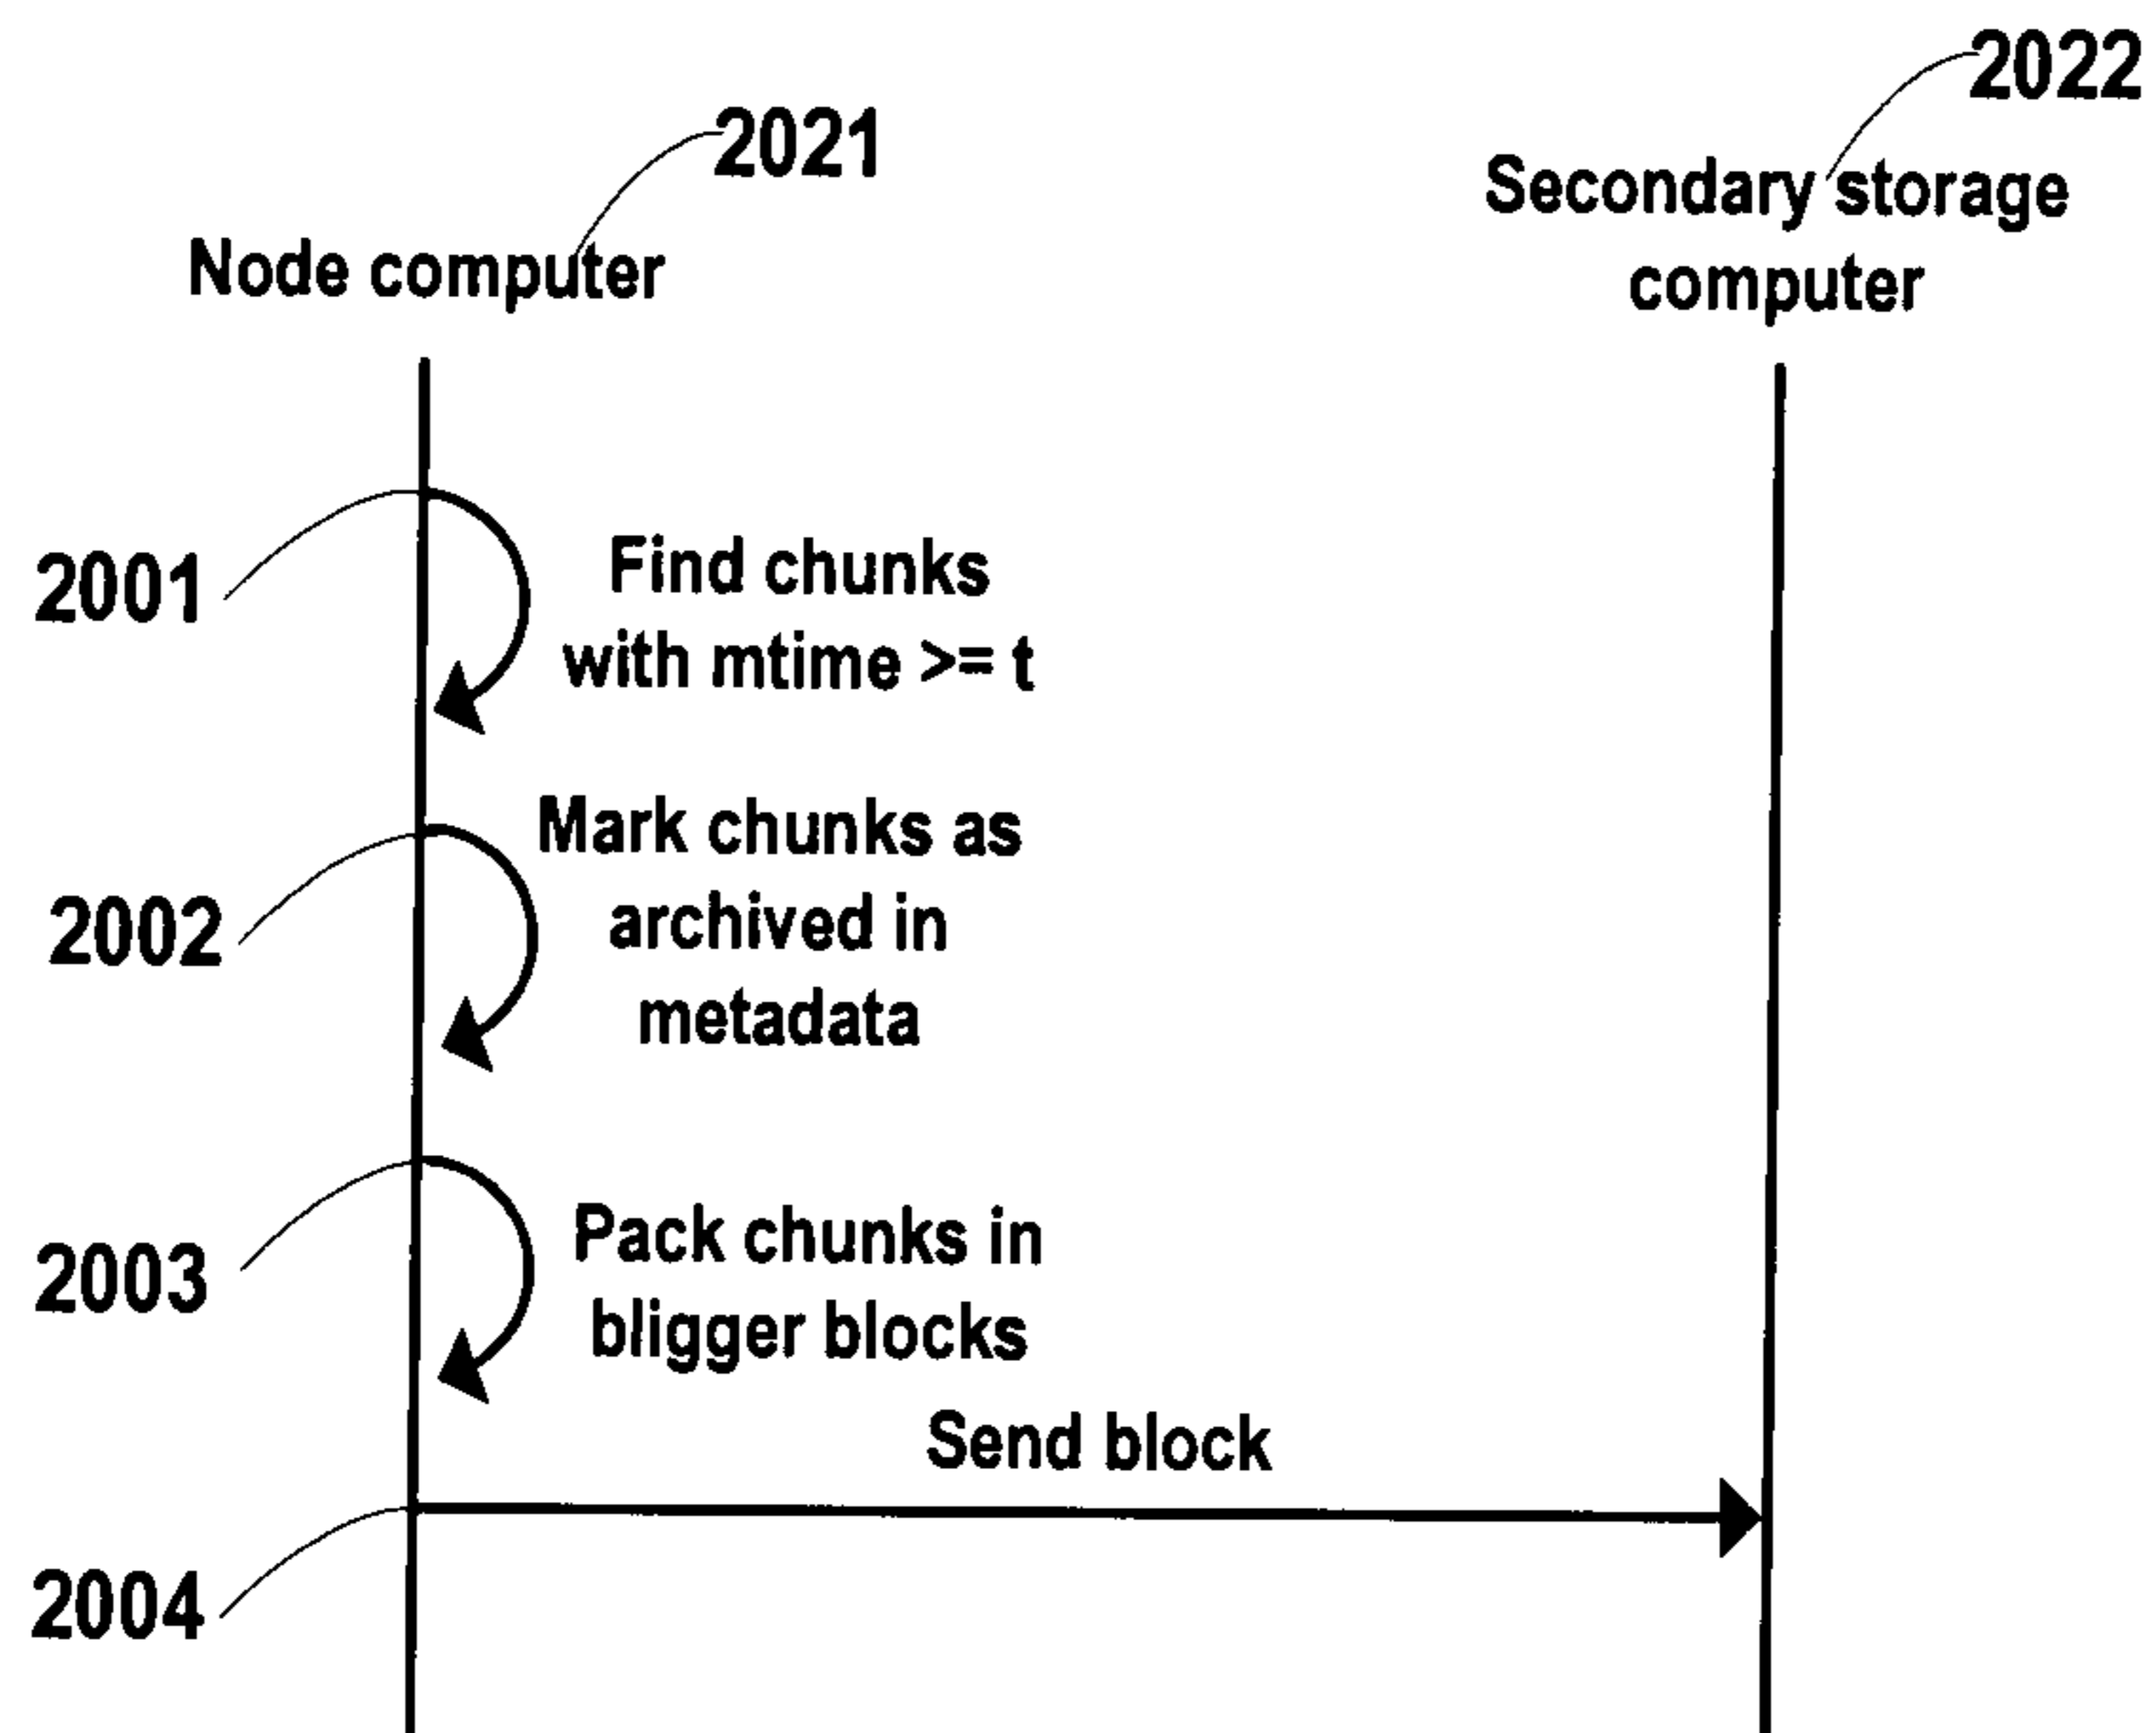 2022
2021
Secondary storage
computer
Node computer
Find chunks
with mtime >= t
2001
Mark chunks as
archived in
metadata
2002
Pack chunks in
bligger blocks
2003
Send block
2004